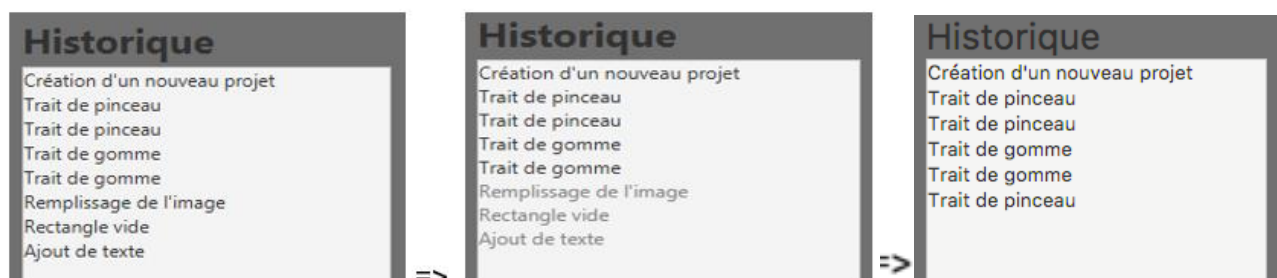 Historique
Création d'un nouveau projet
Trait de pinceau
Trait de pinceau
Trait de gomme
Trait de gomme
Remplissage de l'image
Rectangle vide
Ajout de texte
=>
Historique
Création d'un nouveau projet
Trait de pinceau
Trait de pinceau
Trait de gomme
Trait de gomme
Remplissage de l'image
Rectangle vide
Ajout de texte
=>
Historique
Création d'un nouveau projet
Trait de pinceau
Trait de pinceau
Trait de gomme
Trait de gomme
Trait de pinceau